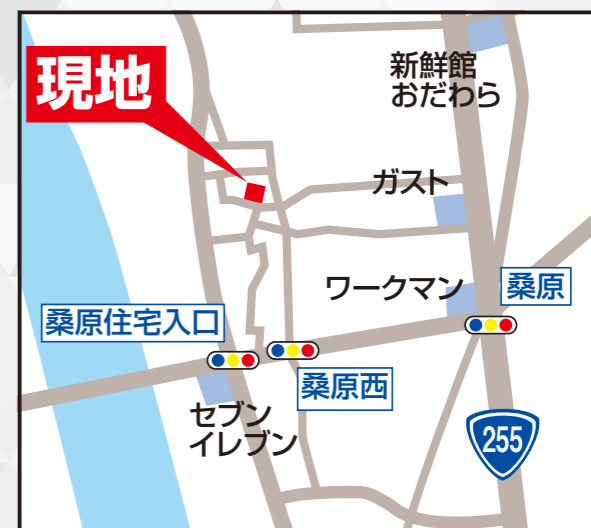 現地
新鮮館
おだわら
ガスト
ワークマン
桑原
桑原住宅入口
桑原西
セブン
イレブン
255